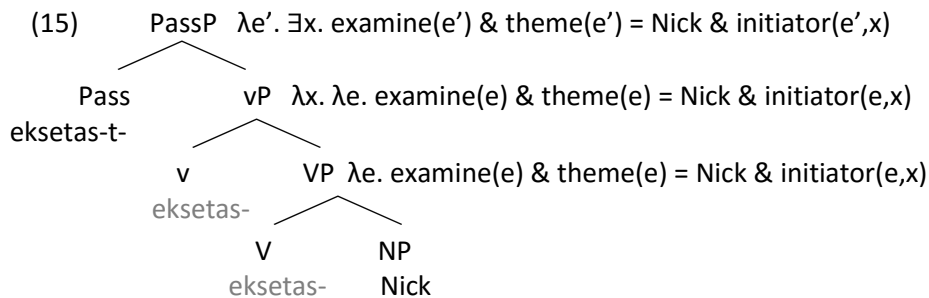 (15) PassP λe’. ∃x. examine(e’) & theme(e’) = Nick & initiator(e’,x)
Pass vP λx. λe. examine(e) & theme(e) = Nick & initiator(e,x)
eksetas-t-
v VP λe. examine(e) & theme(e) = Nick & initiator(e,x)
eksetas-
V NP
eksetas- Nick